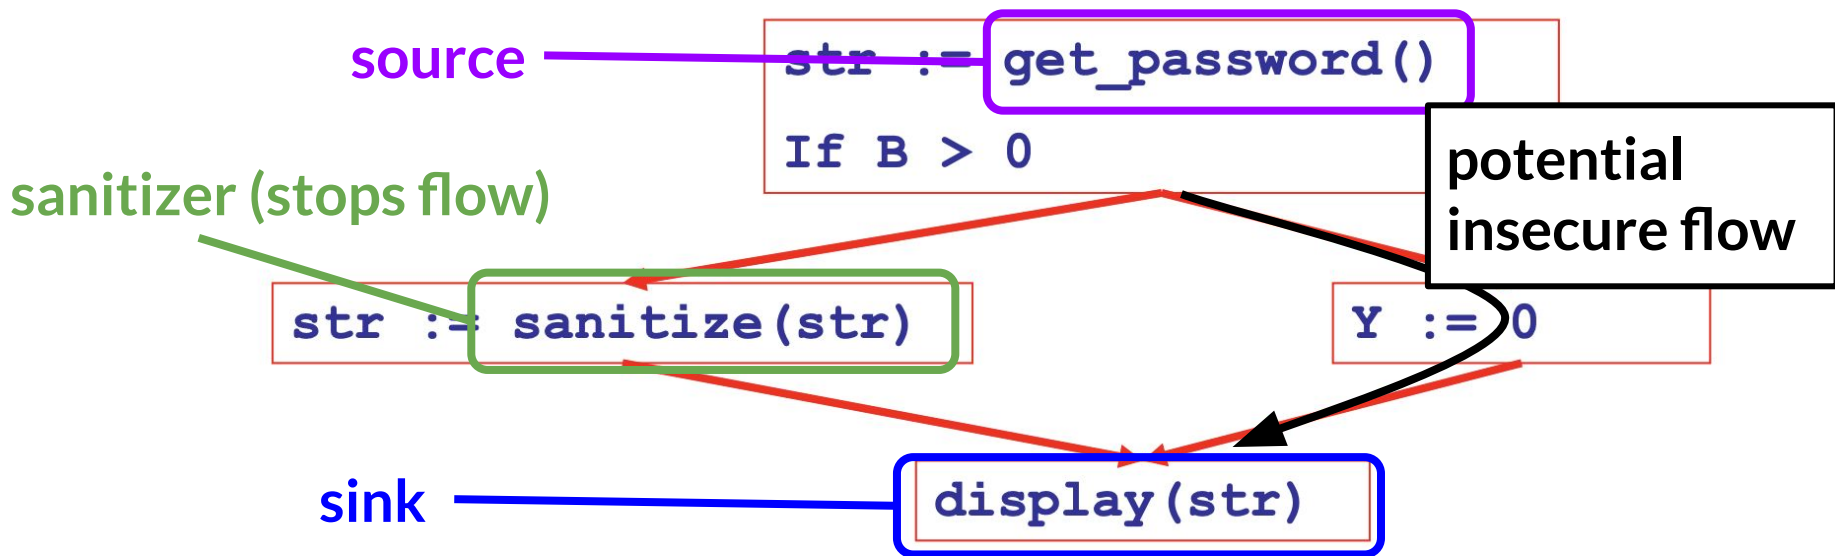 source
str := get_password()
If B > 0
potential
insecure flow
sanitizer (stops flow)
str := sanitize(str)
Y := 0
sink
display(str)